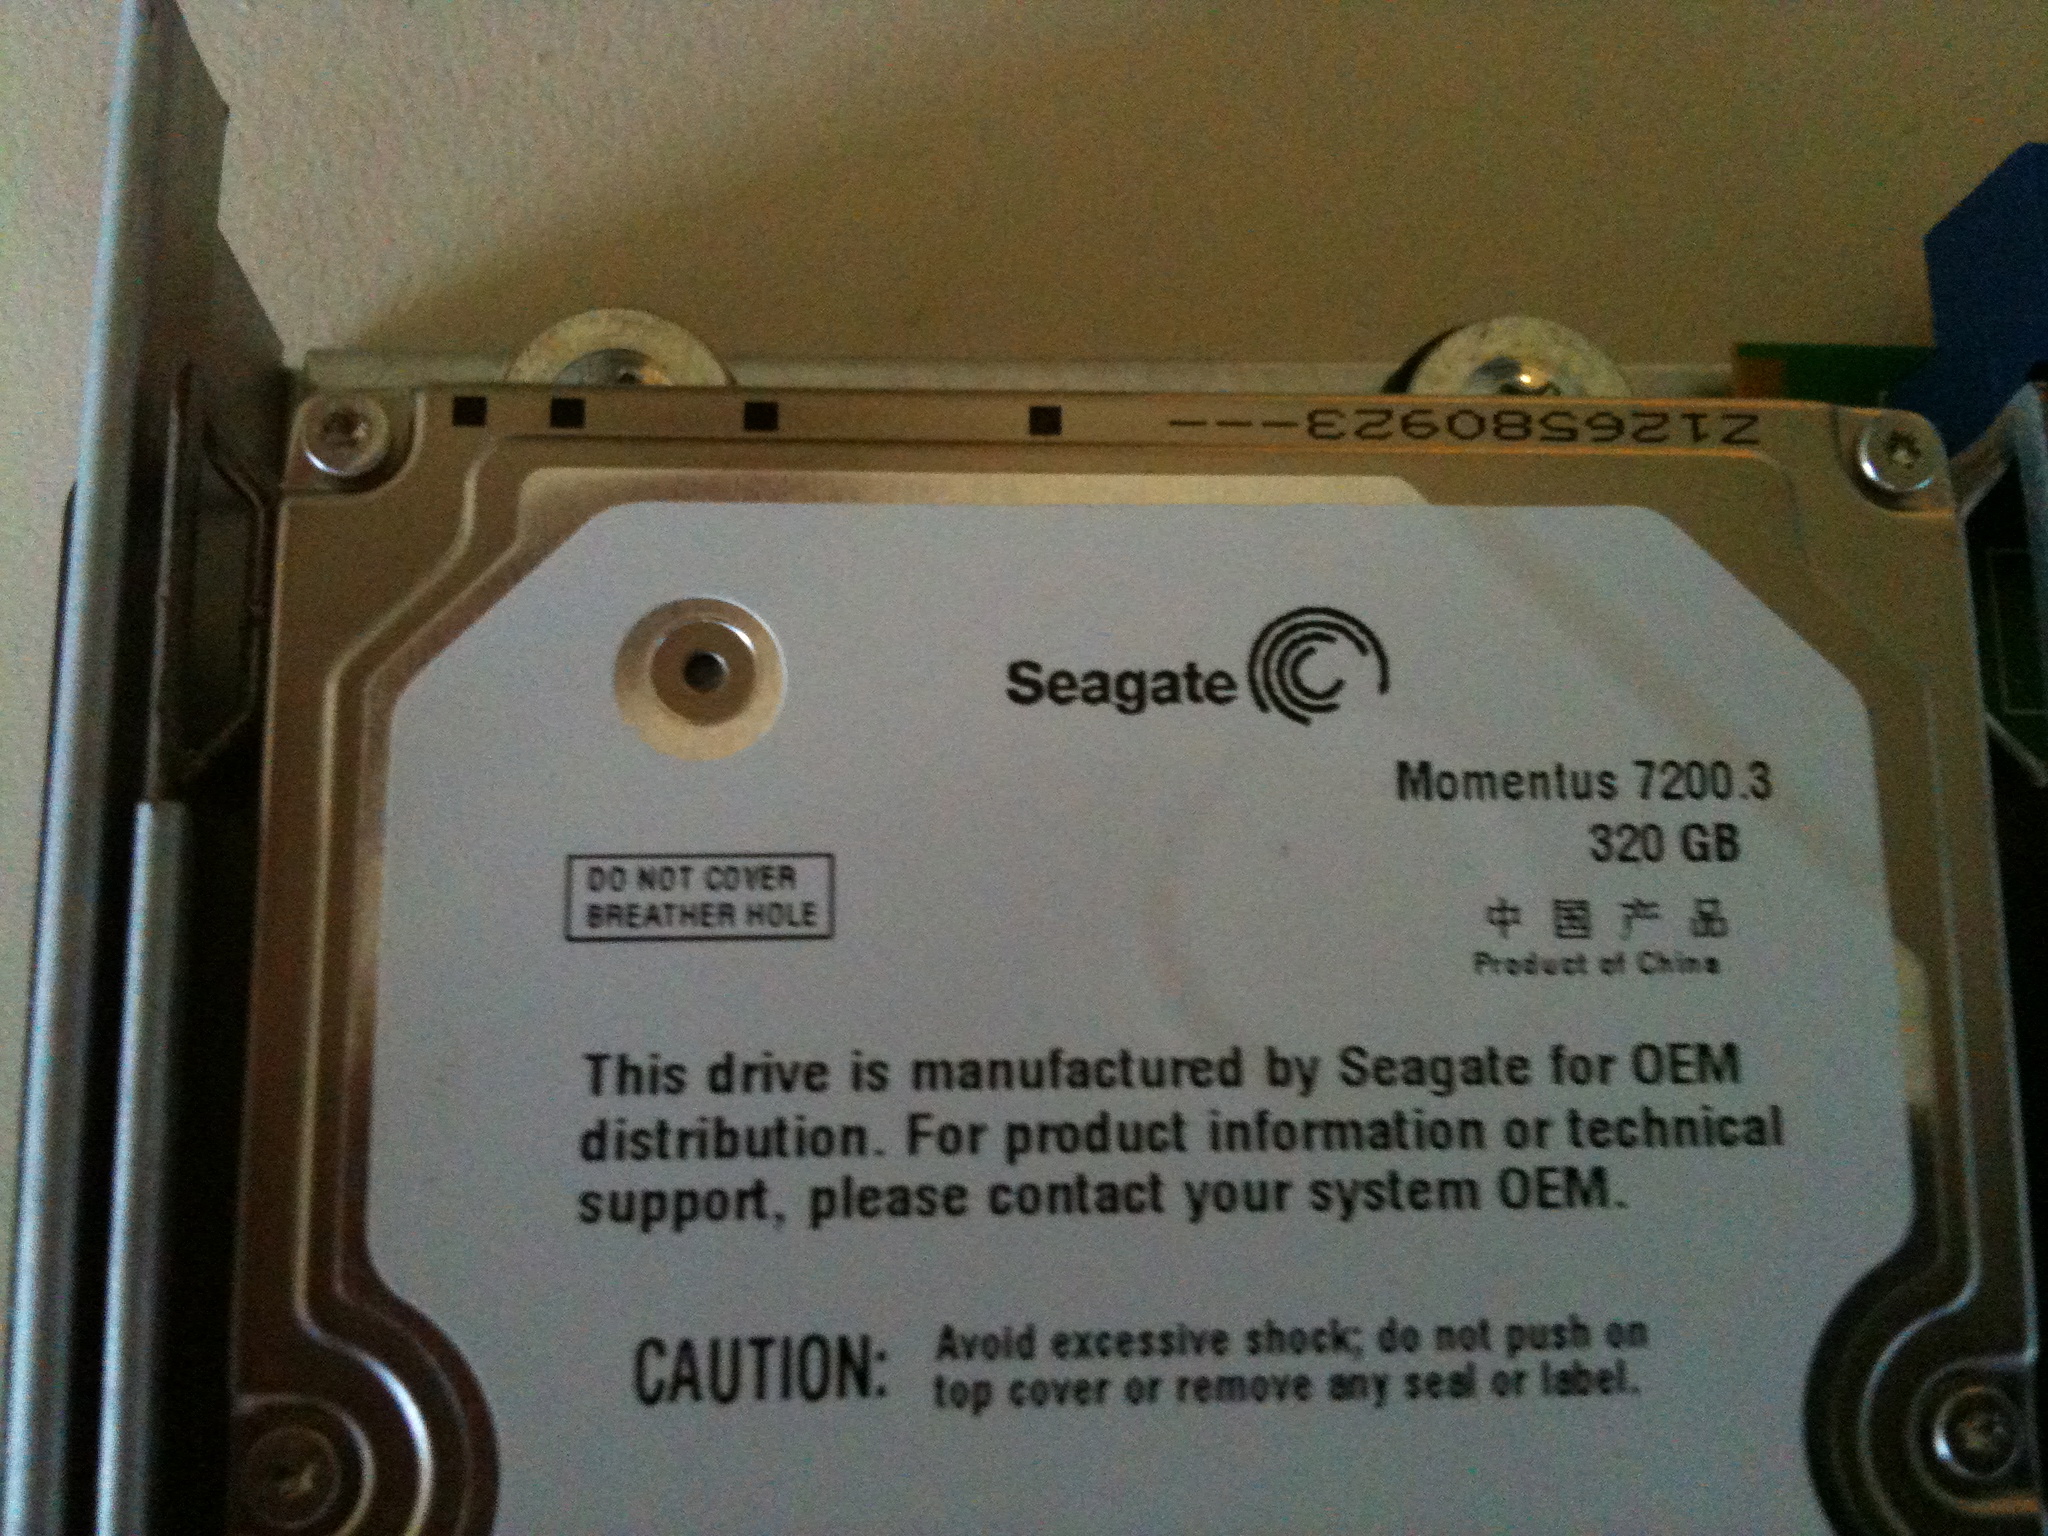 Z126580923---
Seagate
Momentus 7200.3
320 GB
中国产品
Product of China
DO NOT COVER
BREATHER HOLE
This drive is manufactured by Seagate for OEM
distribution. For product information or technical
support, please contact your system OEM.
CAUTION: Avoid excessive shock; do not push on
top cover or remove any seal or label.